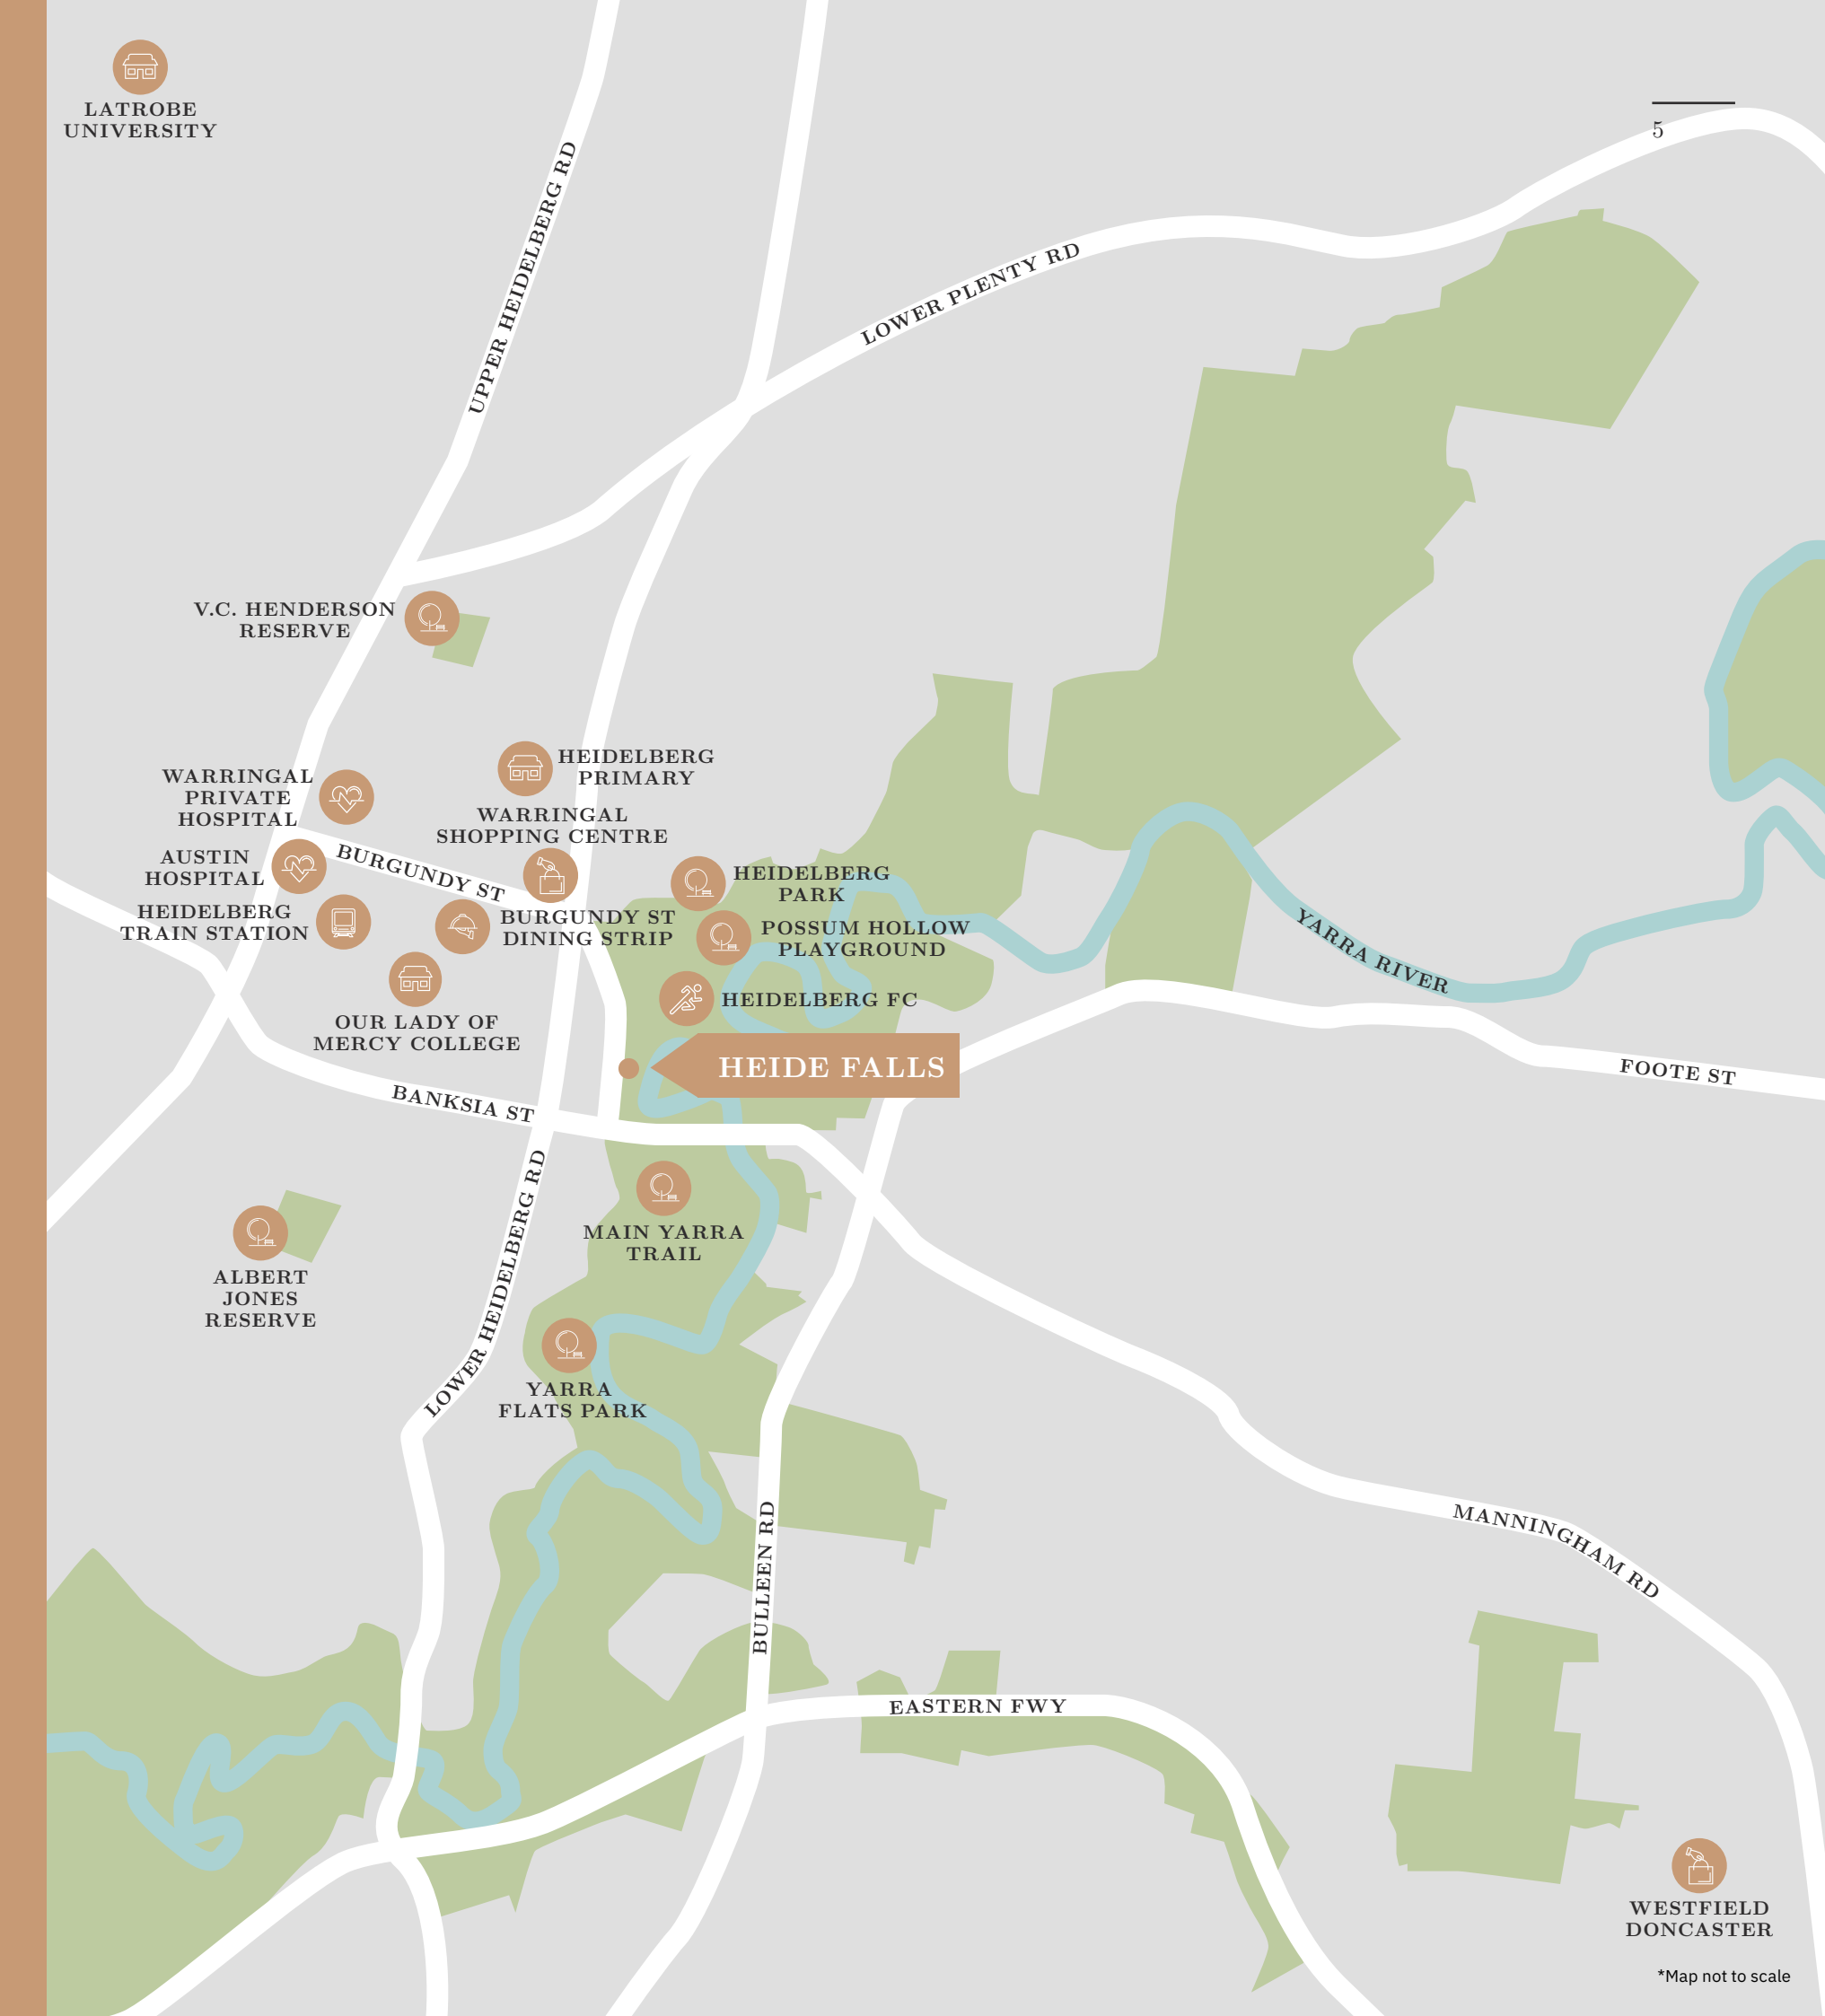 LATROBE
UNIVERSITY
5
UPPER HEIDELBERG RD
LOWER PLENTY RD
V.C. HENDERSON
RESERVE
HEIDELBERG
PRIMARY
WARRINGAL
PRIVATE
HOSPITAL
WARRINGAL
SHOPPING CENTRE
AUSTIN
HOSPITAL
BURGUNDY ST
HEIDELBERG
PARK
HEIDELBERG
TRAIN STATION
BURGUNDY ST
DINING STRIP
POSSUM HOLLOW
PLAYGROUND
YARRA RIVER
HEIDELBERG FC
OUR LADY OF
MERCY COLLEGE
HEIDE FALLS
FOOTE ST
BANKSIA ST
LOWER HEIDELBERG RD
MAIN YARRA
TRAIL
ALBERT
JONES
RESERVE
YARRA
FLATS PARK
BULLEEN RD
MANNINGHAM RD
EASTERN FWY
WESTFIELD
DONCASTER
*Map not to scale